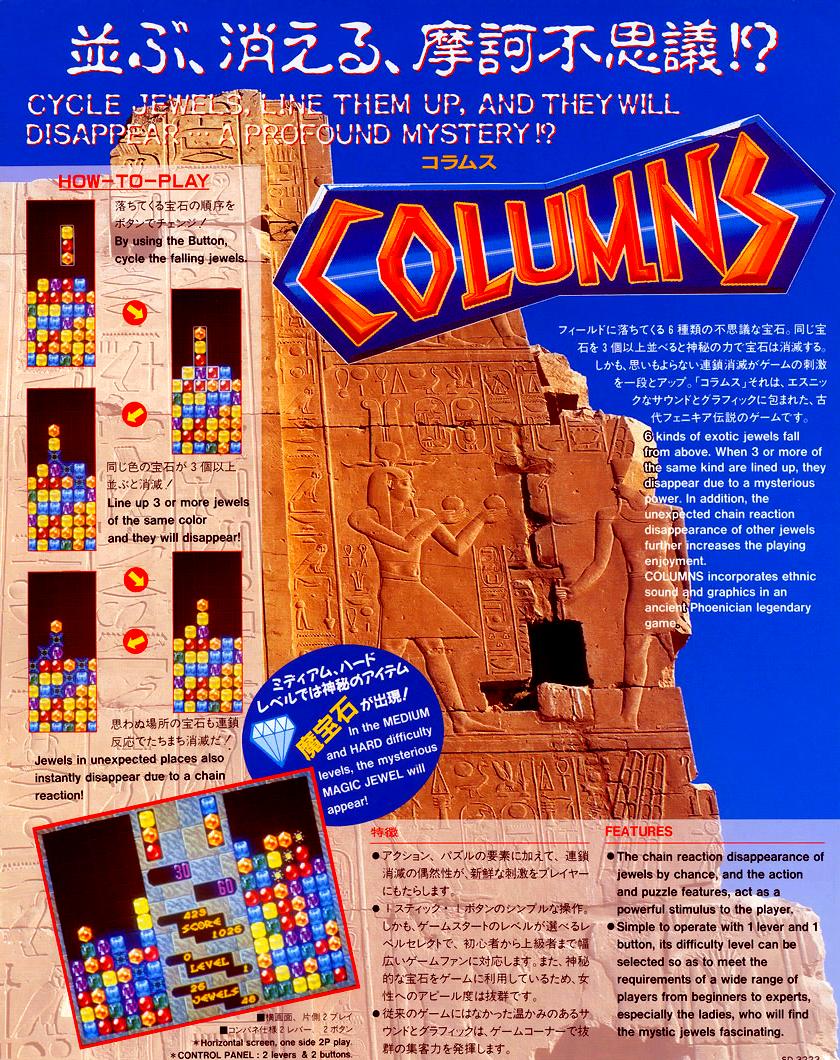 並ぶ、消える、摩訶不思議!?
CYCLE JEWELS, LINE THEM UP, AND THEY WILL
DISAPPEAR … A PROFOUND MYSTERY!?
コラムス
COLUMNS
HOW-TO-PLAY
落ちてくる宝石の順序を
ボタンでチェンジ!
By using the Button,
cycle the falling jewels.
同じ色の宝石が3個以上
並ぶと消滅!
Line up 3 or more jewels
of the same color
and they will disappear!
思わぬ場所の宝石も連鎖
反応でたちまち消滅だ!
Jewels in unexpected places also
instantly disappear due to a chain
reaction!
フィールドに落ちてくる6種類の不思議な宝石。同じ宝
石を3個以上並べると神秘の力で宝石は消滅する。
しかも、思いもよらない連鎖消滅がゲームの刺激
を一段とアップ。「コラムス」それは、エスニッ
クなサウンドとグラフィックに包まれた、古
代フェニキア伝説のゲームです。
6 kinds of exotic jewels fall
from above. When 3 or more of
the same kind are lined up, they
disappear due to a mysterious
power. In addition, the
unexpected chain reaction
disappearance of other jewels
further increases the playing
enjoyment.
COLUMNS incorporates ethnic
sound and graphics in an
ancient Phoenician legendary
game.
ミディアム、ハード
レベルでは神秘のアイテム
魔宝石が出現!
In the MEDIUM
and HARD difficulty
levels, the mysterious
MAGIC JEWEL will
appear!
30
60
423
SCORE
1026
0
LEVEL
1
26
JEWELS
48
■横画面、片側2プレイ
■コンパネ仕様2レバー、2ボタン
*Horizontal screen, one side 2P play.
*CONTROL PANEL : 2 levers & 2 buttons.
特徴
●アクション、パズルの要素に加えて、連鎖
消滅の偶然性が、新鮮な刺激をプレイヤー
にもたらします。
●1スティック・1ボタンのシンプルな操作。
しかも、ゲームスタートのレベルが選べるレ
ベルセレクトで、初心者から上級者まで幅
広いゲームファンに対応します。また、神秘
的な宝石をゲームに利用しているため、女
性へのアピール度は抜群です。
●従来のゲームにはなかった温かみのあるサ
ウンドとグラフィックは、ゲームコーナーで抜
群の集客力を発揮します。
FEATURES
●The chain reaction disappearance of
jewels by chance, and the action
and puzzle features, act as a
powerful stimulus to the player.
●Simple to operate with 1 lever and 1
button, its difficulty level can be
selected so as to meet the
requirements of a wide range of
players from beginners to experts,
especially the ladies, who will find
the mystic jewels fascinating.